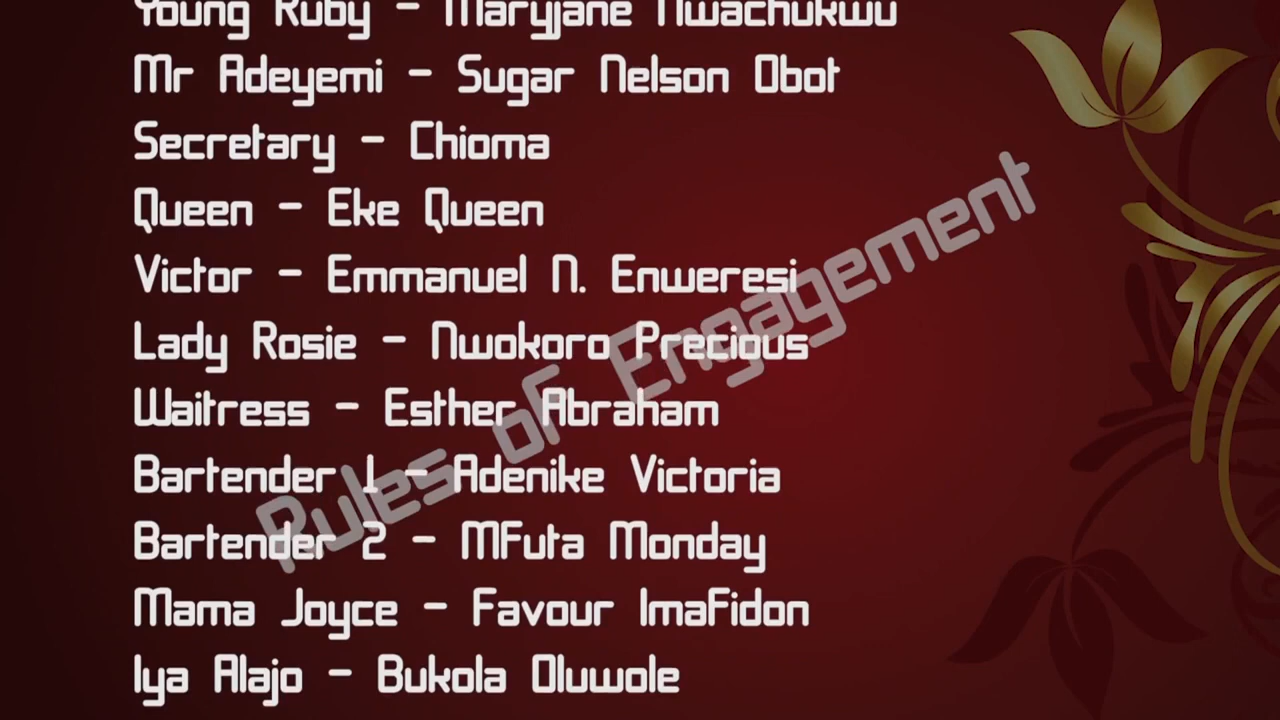 Young Ruby - Maryjane Nwachukwu
Mr Adeyemi - Sugar Nelson Obot
Secretary - Chioma
Queen - Eke Queen
Victor - Emmanuel N. Enweresi
Lady Rosie - Nwokoro Precious
Waitress - Esther Abraham
Bartender 1 - Adenike Victoria
Bartender 2 - MFuta Monday
Mama Joyce - Favour Imafidon
Iya Alajo - Bukola Oluwole
Rules of Engagement